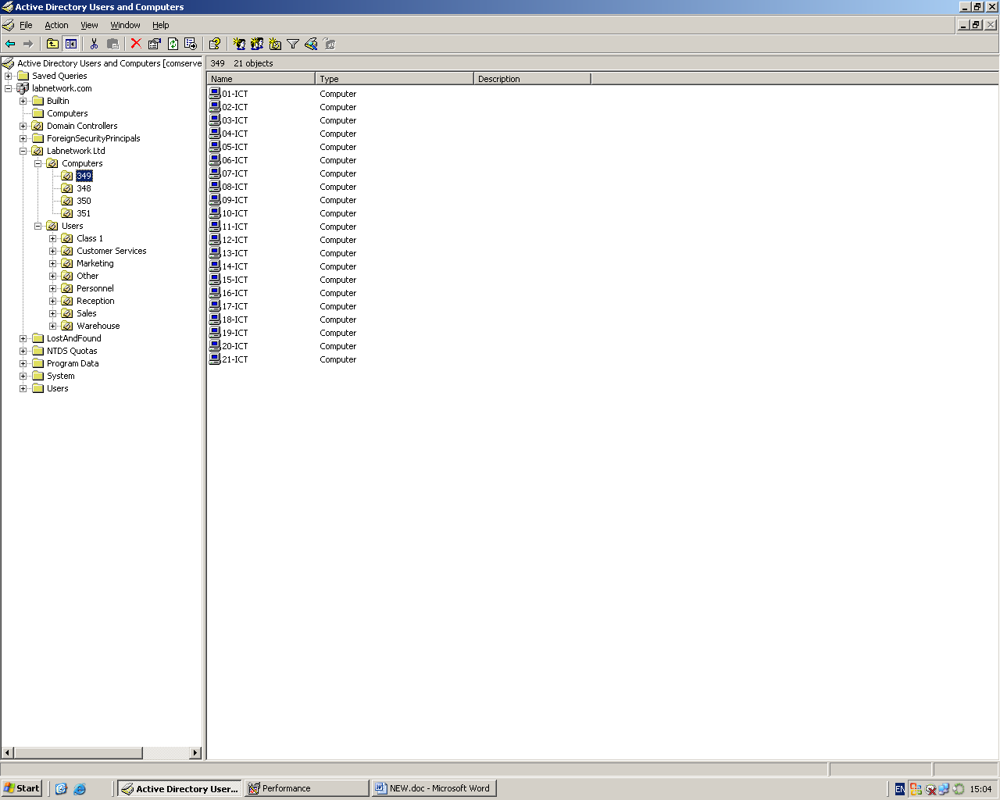 Active Directory Users and Computers
File Action View Window Help
Active Directory Users and Computers [comserve
Saved Queries
labnetwork.com
Builtin
Computers
Domain Controllers
ForeignSecurityPrincipals
Labnetwork Ltd
Computers
349
348
350
351
Users
Class 1
Customer Services
Marketing
Other
Personnel
Reception
Sales
Warehouse
LostAndFound
NTDS Quotas
Program Data
System
Users
349 21 objects
Name Type Description
01-ICT Computer
02-ICT Computer
03-ICT Computer
04-ICT Computer
05-ICT Computer
06-ICT Computer
07-ICT Computer
08-ICT Computer
09-ICT Computer
10-ICT Computer
11-ICT Computer
12-ICT Computer
13-ICT Computer
14-ICT Computer
15-ICT Computer
16-ICT Computer
17-ICT Computer
18-ICT Computer
19-ICT Computer
20-ICT Computer
21-ICT Computer
Start Active Directory User... Performance NEW.doc - Microsoft Word EN 15:04